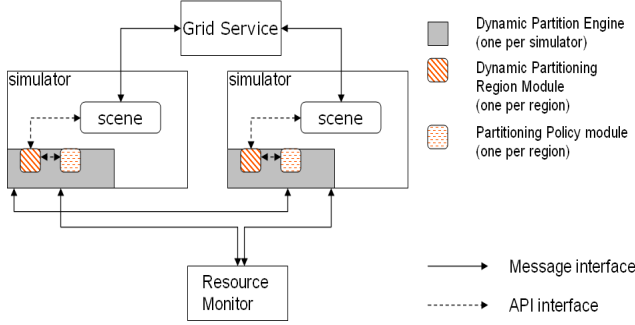 Grid Service
simulator
scene
simulator
scene
Resource
Monitor
Dynamic Partition Engine
(one per simulator)
Dynamic Partitioning
Region Module
(one per region)
Partitioning Policy module
(one per region)
Message interface
API interface